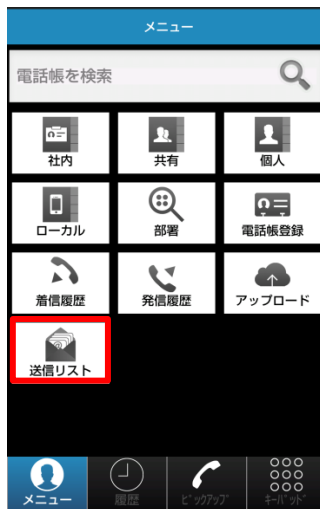 メニュー
電話帳を検索
社内
共有
個人
ローカル
部署
電話帳登録
着信履歴
発信履歴
アップロード
送信リスト
メニュー
履歴
ピックアップ
キーパッド